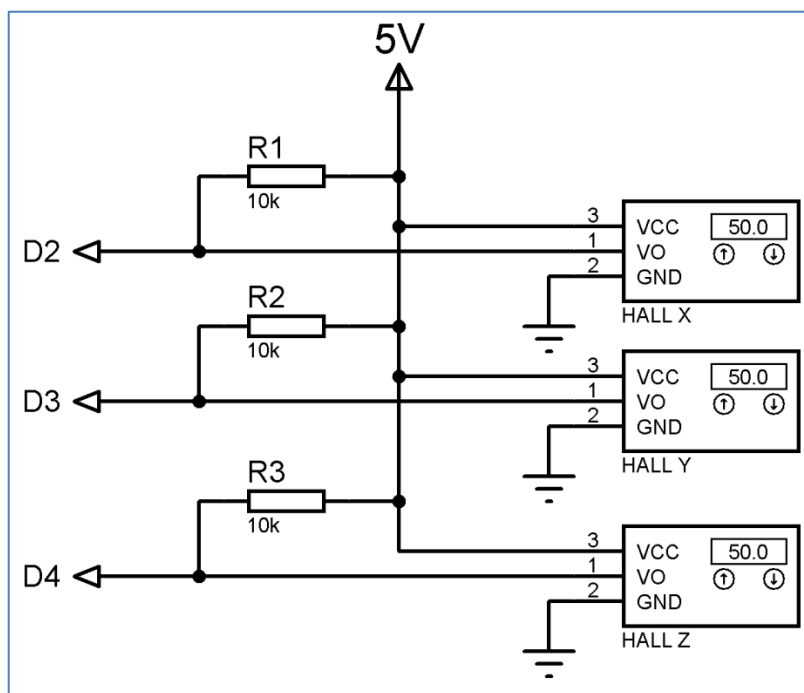 5V
R1
10k
D2
3 VCC 50.0
1 VO ↑ ↓
2 GND
HALL X
R2
10k
D3
3 VCC 50.0
1 VO ↑ ↓
2 GND
HALL Y
R3
10k
D4
3 VCC 50.0
1 VO ↑ ↓
2 GND
HALL Z